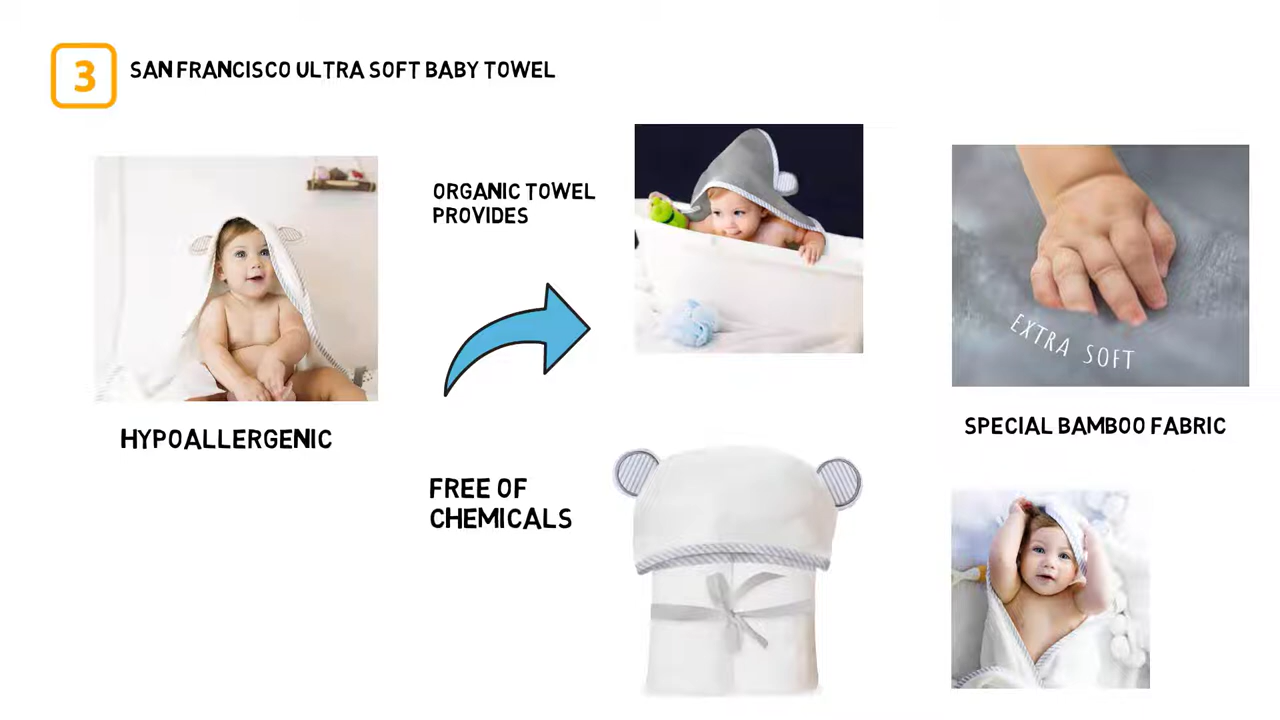 3
SAN FRANCISCO ULTRA SOFT BABY TOWEL
ORGANIC TOWEL
PROVIDES
EXTRA SOFT
HYPOALLERGENIC
SPECIAL BAMBOO FABRIC
FREE OF
CHEMICALS